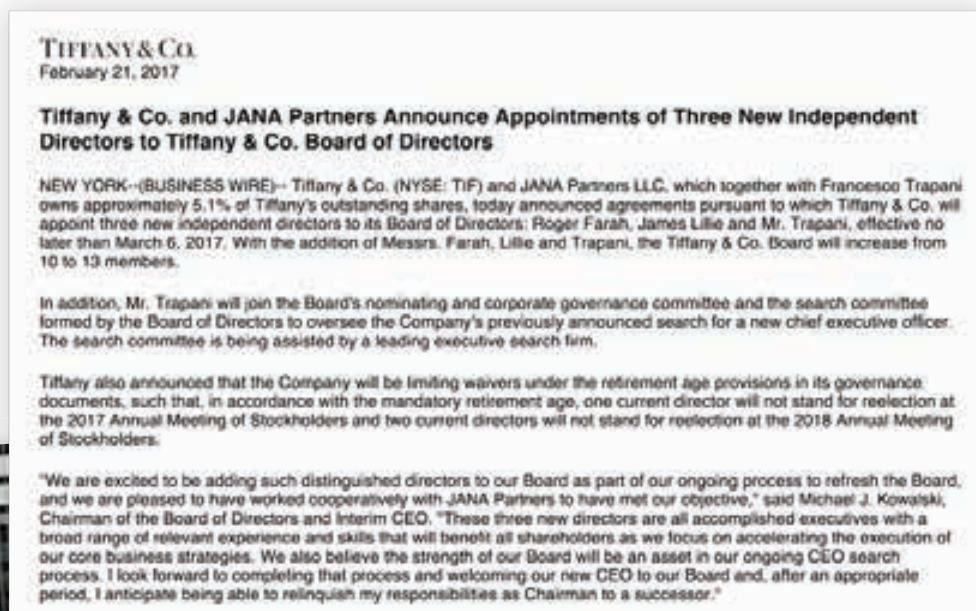 TIFFANY & CO.
February 21, 2017
Tiffany & Co. and JANA Partners Announce Appointments of Three New Independent
Directors to Tiffany & Co. Board of Directors
NEW YORK--(BUSINESS WIRE)-- Tiffany & Co. (NYSE: TIF) and JANA Partners LLC, which together with Francesco Trapani
owns approximately 5.1% of Tiffany's outstanding shares, today announced agreements pursuant to which Tiffany & Co. will
appoint three new independent directors to its Board of Directors: Roger Farah, James Lillie and Mr. Trapani, effective no
later than March 6, 2017. With the addition of Messrs. Farah, Lillie and Trapani, the Tiffany & Co. Board will increase from
10 to 13 members.
In addition, Mr. Trapani will join the Board's nominating and corporate governance committee and the search committee
formed by the Board of Directors to oversee the Company's previously announced search for a new chief executive officer.
The search committee is being assisted by a leading executive search firm.
Tiffany also announced that the Company will be limiting waivers under the retirement age provisions in its governance
documents, such that, in accordance with the mandatory retirement age, one current director will not stand for reelection at
the 2017 Annual Meeting of Stockholders and two current directors will not stand for reelection at the 2018 Annual Meeting
of Stockholders.
"We are excited to be adding such distinguished directors to our Board as part of our ongoing process to refresh the Board,
and we are pleased to have worked cooperatively with JANA Partners to have met our objective," said Michael J. Kowalski,
Chairman of the Board of Directors and Interim CEO. "These three new directors are all accomplished executives with a
broad range of relevant experience and skills that will benefit all shareholders as we focus on accelerating the execution of
our core business strategies. We also believe the strength of our Board will be an asset in our ongoing CEO search
process. I look forward to completing that process and welcoming our new CEO to our Board and, after an appropriate
period, I anticipate being able to relinquish my responsibilities as Chairman to a successor."